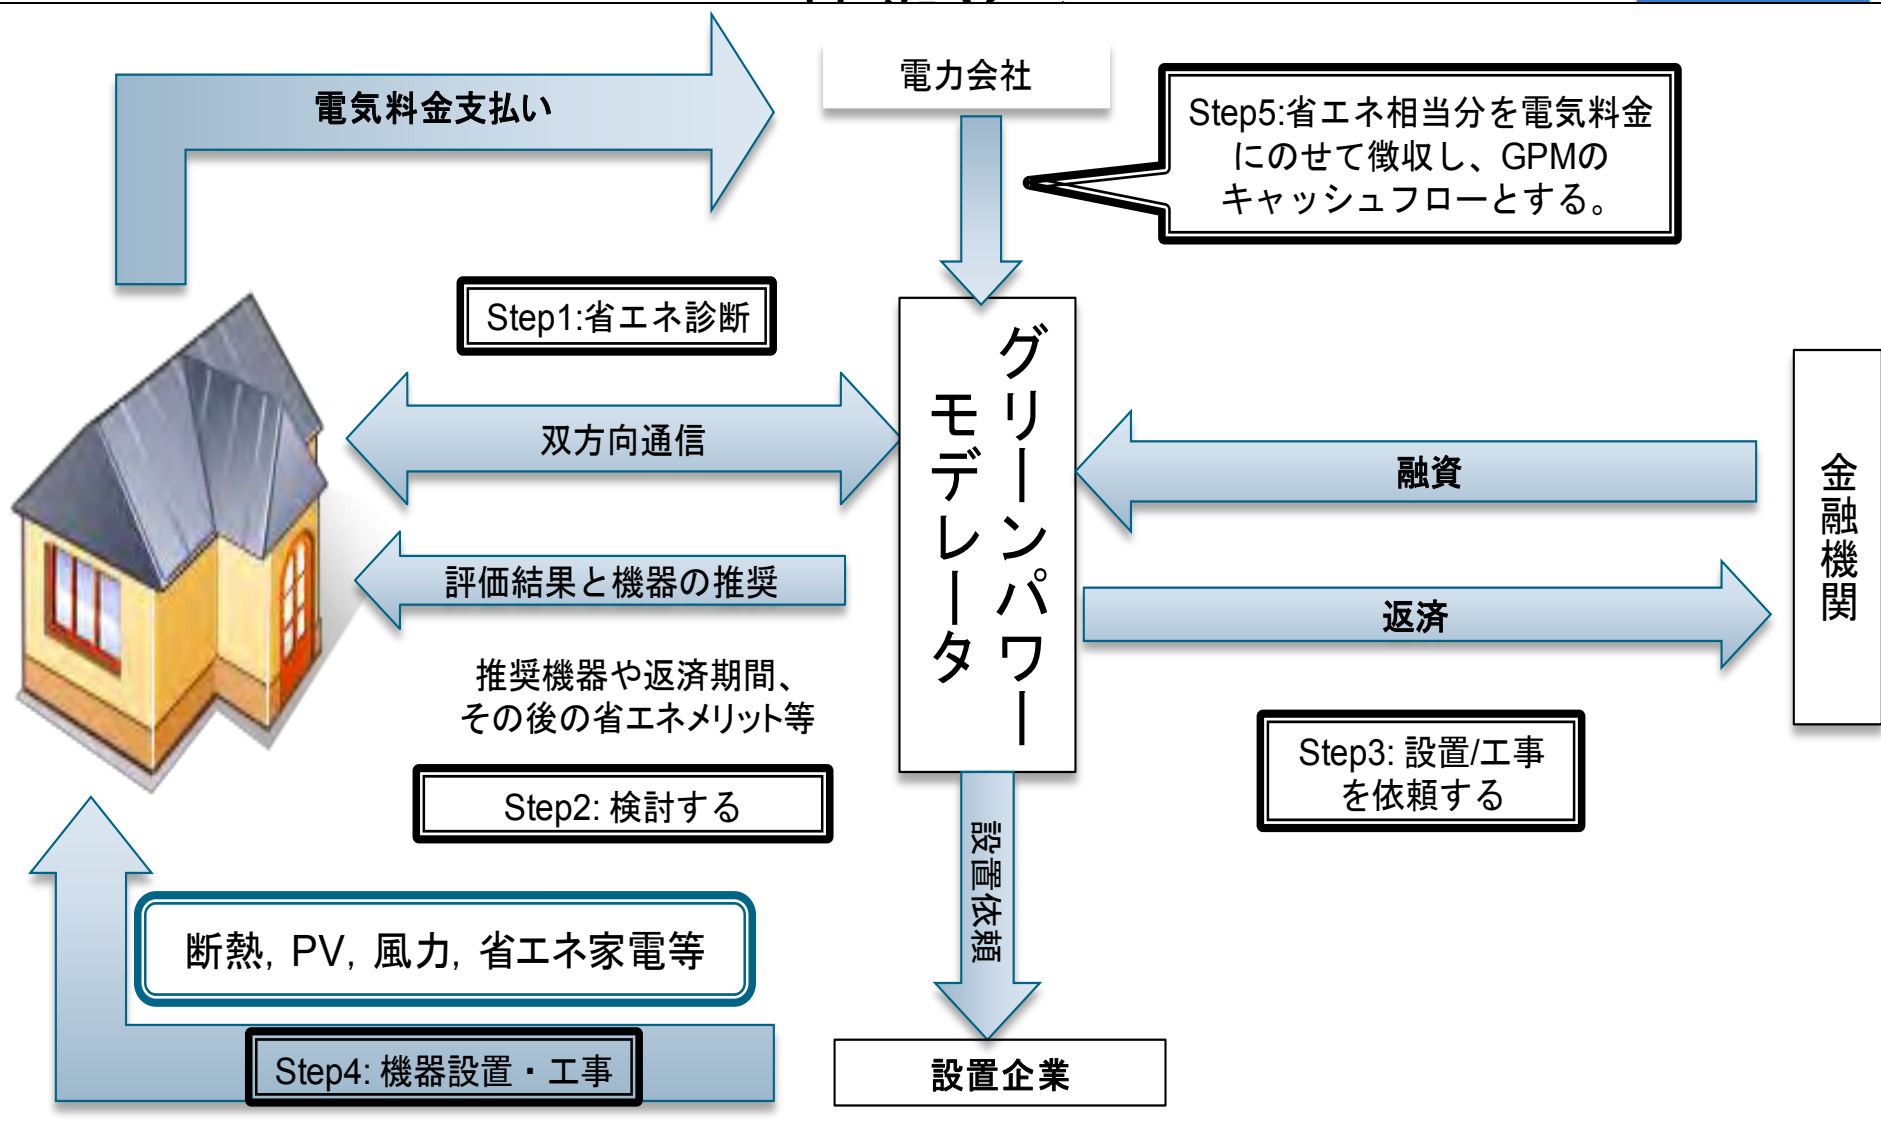 電力会社
電気料金支払い
Step5:省エネ相当分を電気料金
にのせて徴収し、GPMの
キャッシュフローとする。
Step1:省エネ診断
グリーンパワー
モデレータ
双方向通信
融資
金融機関
評価結果と機器の推奨
返済
推奨機器や返済期間、
その後の省エネメリット等
Step3: 設置/工事
を依頼する
Step2: 検討する
設置依頼
断熱, PV, 風力, 省エネ家電等
Step4: 機器設置・工事
設置企業